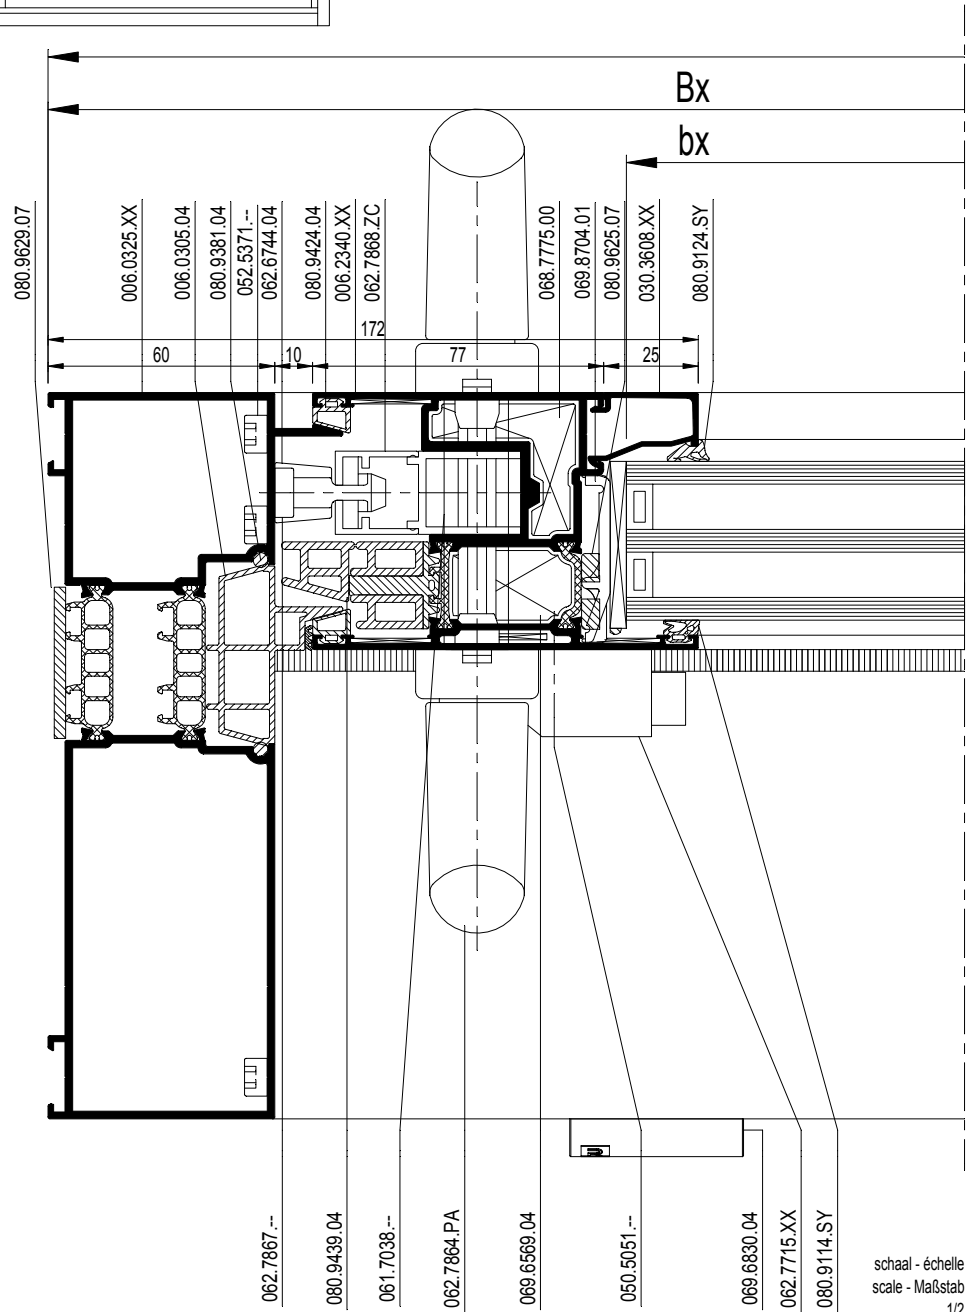 Bx
bx
080.9629.07
006.0325.XX
006.0305.04
080.9381.04
052.5371.--
062.6744.04
080.9424.04
006.2340.XX
062.7868.ZC
068.7775.00
069.8704.01
080.9625.07
030.3608.XX
080.9124.SY
172
60
10
77
25
062.7867.--
080.9439.04
061.7038.--
062.7864.PA
069.6569.04
050.5051.--
069.6830.04
062.7715.XX
080.9114.SY
schaal - échelle
scale - Maßstab
1/2